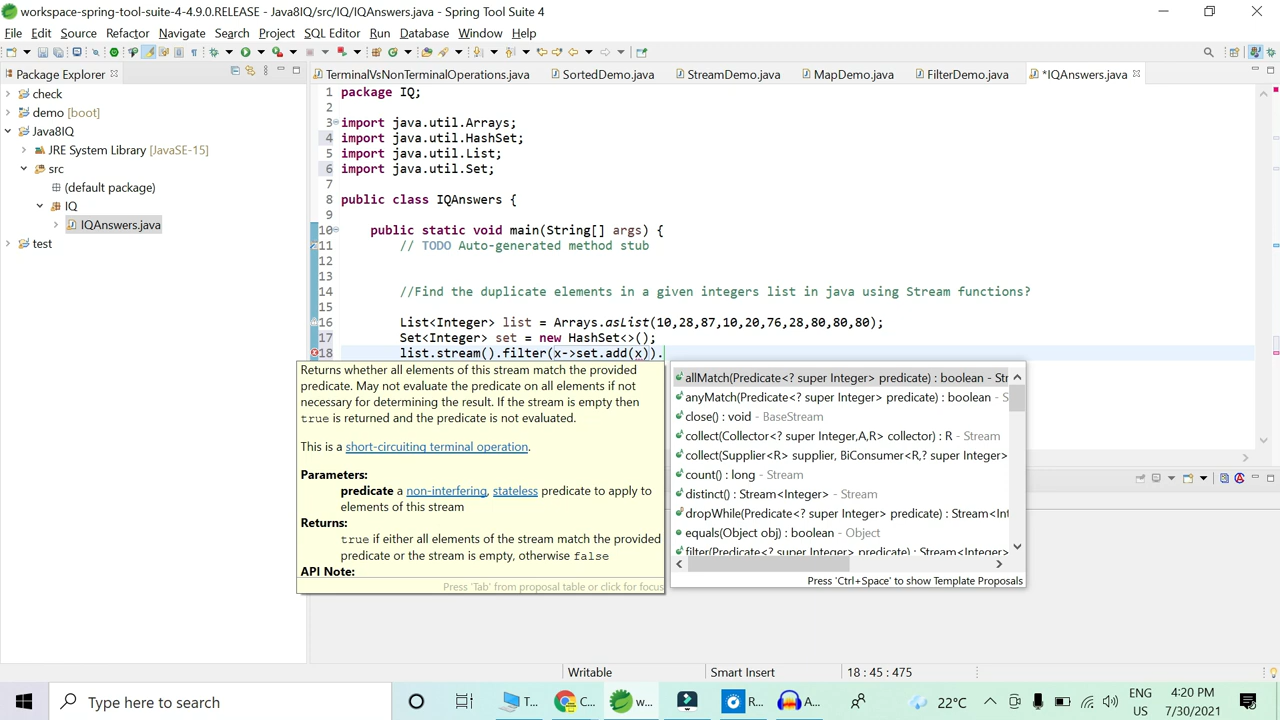 workspace-spring-tool-suite-4-4.9.0.RELEASE - Java8IQ/src/IQ/IQAnswers.java - Spring Tool Suite 4
File Edit Source Refactor Navigate Search Project SQL Editor Run Database Window Help
Package Explorer
TerminalVsNonTerminalOperations.java SortedDemo.java StreamDemo.java MapDemo.java FilterDemo.java *IQAnswers.java
check
demo [boot]
Java8IQ
JRE System Library [JavaSE-15]
src
(default package)
IQ
IQAnswers.java
test
1 package IQ;
2
3 import java.util.Arrays;
4 import java.util.HashSet;
5 import java.util.List;
6 import java.util.Set;
7
8 public class IQAnswers {
9
10 public static void main(String[] args) {
11 // TODO Auto-generated method stub
12
13
14 //Find the duplicate elements in a given integers list in java using Stream functions?
15
16 List<Integer> list = Arrays.asList(10,28,87,10,20,76,28,80,80,80);
17 Set<Integer> set = new HashSet<>();
18 list.stream().filter(x->set.add(x)).
Returns whether all elements of this stream match the provided
predicate. May not evaluate the predicate on all elements if not
necessary for determining the result. If the stream is empty then
true is returned and the predicate is not evaluated.
This is a short-circuiting terminal operation.
Parameters:
predicate a non-interfering, stateless predicate to apply to
elements of this stream
Returns:
true if either all elements of the stream match the provided
predicate or the stream is empty, otherwise false
API Note:
Press 'Tab' from proposal table or click for focus
allMatch(Predicate<? super Integer> predicate) : boolean - Str
anyMatch(Predicate<? super Integer> predicate) : boolean - S
close() : void - BaseStream
collect(Collector<? super Integer,A,R> collector) : R - Stream
collect(Supplier<R> supplier, BiConsumer<R,? super Integer>
count() : long - Stream
distinct() : Stream<Integer> - Stream
dropWhile(Predicate<? super Integer> predicate) : Stream<Int
equals(Object obj) : boolean - Object
filter(Predicate<? super Integer> predicate) : Stream<Integer>
Press 'Ctrl+Space' to show Template Proposals
Writable Smart Insert 18 : 45 : 475
Type here to search
T... C... w... R... A...
22°C
ENG
US
4:20 PM
7/30/2021